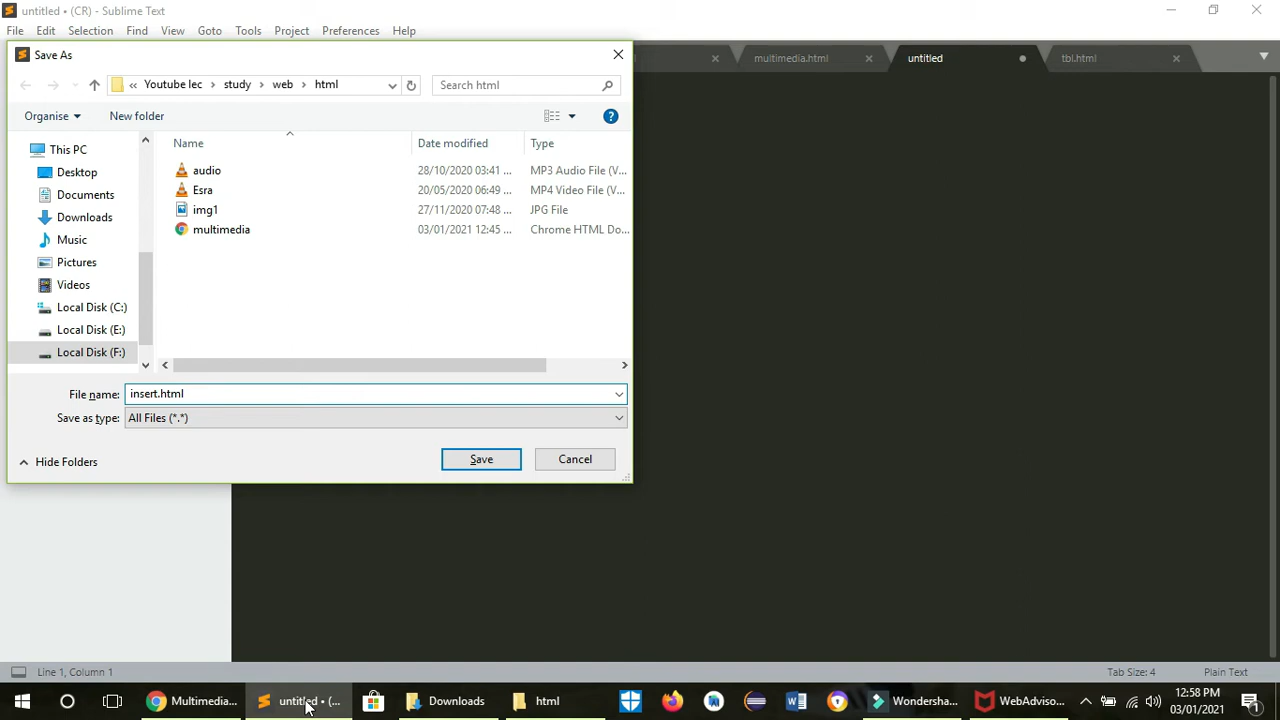 untitled • (CR) - Sublime Text
File Edit Selection Find View Goto Tools Project Preferences Help
Save As
multimedia.html
untitled
tbl.html
« Youtube lec > study > web > html
Search html
Organise
New folder
Name
Date modified
Type
This PC
Desktop
Documents
Downloads
Music
Pictures
Videos
Local Disk (C:)
Local Disk (E:)
Local Disk (F:)
audio 28/10/2020 03:41 ... MP3 Audio File (V...
Esra 20/05/2020 06:49 ... MP4 Video File (V...
img1 27/11/2020 07:48 ... JPG File
multimedia 03/01/2021 12:45 ... Chrome HTML Do...
File name: insert.html
Save as type: All Files (*.*)
Hide Folders
Save
Cancel
Line 1, Column 1
Tab Size: 4
Plain Text
Multimedia...
untitled • (...
Downloads
html
Wondersha...
WebAdviso...
12:58 PM
03/01/2021
1